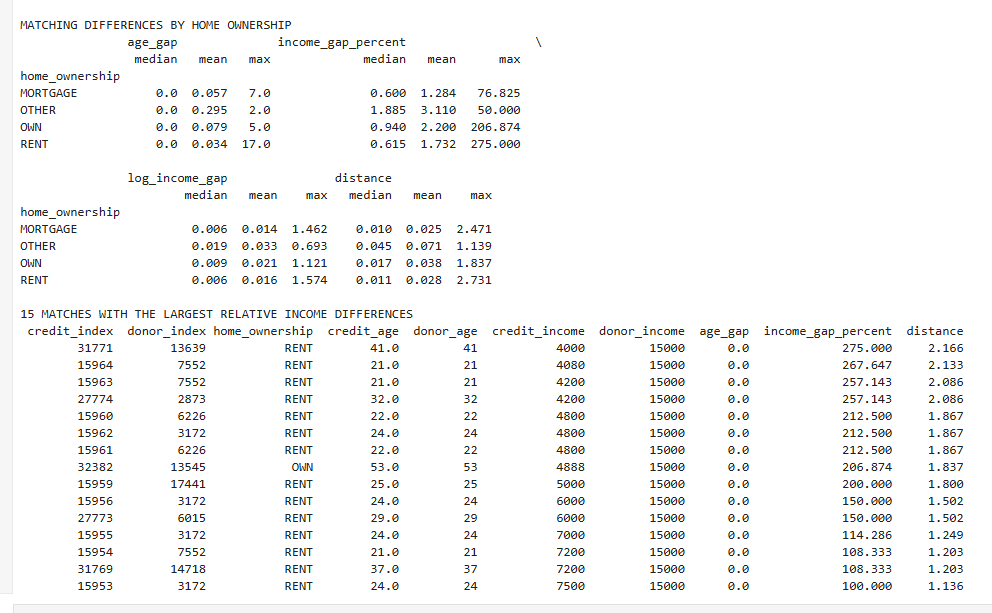 MATCHING DIFFERENCES BY HOME OWNERSHIP
age_gap income_gap_percent \
median mean max median mean max
home_ownership
MORTGAGE 0.0 0.057 7.0 0.600 1.284 76.825
OTHER 0.0 0.295 2.0 1.885 3.110 50.000
OWN 0.0 0.079 5.0 0.940 2.200 206.874
RENT 0.0 0.034 17.0 0.615 1.732 275.000
log_income_gap distance
median mean max median mean max
home_ownership
MORTGAGE 0.006 0.014 1.462 0.010 0.025 2.471
OTHER 0.019 0.033 0.693 0.045 0.071 1.139
OWN 0.009 0.021 1.121 0.017 0.038 1.837
RENT 0.006 0.016 1.574 0.011 0.028 2.731
15 MATCHES WITH THE LARGEST RELATIVE INCOME DIFFERENCES
credit_index donor_index home_ownership credit_age donor_age credit_income donor_income age_gap income_gap_percent distance
31771 13639 RENT 41.0 41 4000 15000 0.0 275.000 2.166
15964 7552 RENT 21.0 21 4080 15000 0.0 267.647 2.133
15963 7552 RENT 21.0 21 4200 15000 0.0 257.143 2.086
27774 2873 RENT 32.0 32 4200 15000 0.0 257.143 2.086
15960 6226 RENT 22.0 22 4800 15000 0.0 212.500 1.867
15962 3172 RENT 24.0 24 4800 15000 0.0 212.500 1.867
15961 6226 RENT 22.0 22 4800 15000 0.0 212.500 1.867
32382 13545 OWN 53.0 53 4888 15000 0.0 206.874 1.837
15959 17441 RENT 25.0 25 5000 15000 0.0 200.000 1.800
15956 3172 RENT 24.0 24 6000 15000 0.0 150.000 1.502
27773 6015 RENT 29.0 29 6000 15000 0.0 150.000 1.502
15955 3172 RENT 24.0 24 7000 15000 0.0 114.286 1.249
15954 7552 RENT 21.0 21 7200 15000 0.0 108.333 1.203
31769 14718 RENT 37.0 37 7200 15000 0.0 108.333 1.203
15953 3172 RENT 24.0 24 7500 15000 0.0 100.000 1.136